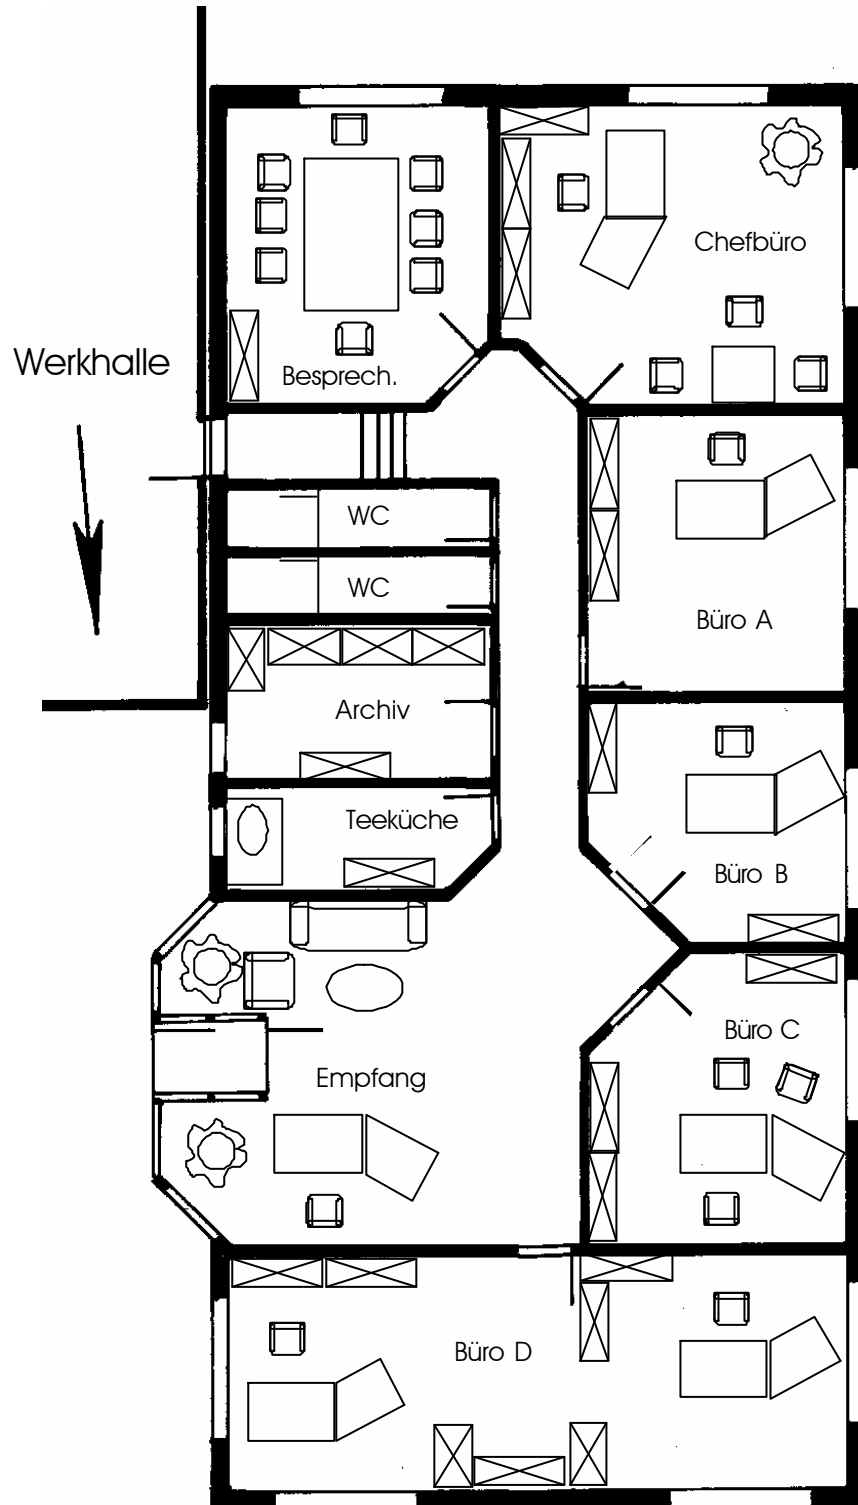 Chefbüro
Werkhalle
Besprech.
WC
WC
Büro A
Archiv
Teeküche
Büro B
Büro C
Empfang
Büro D